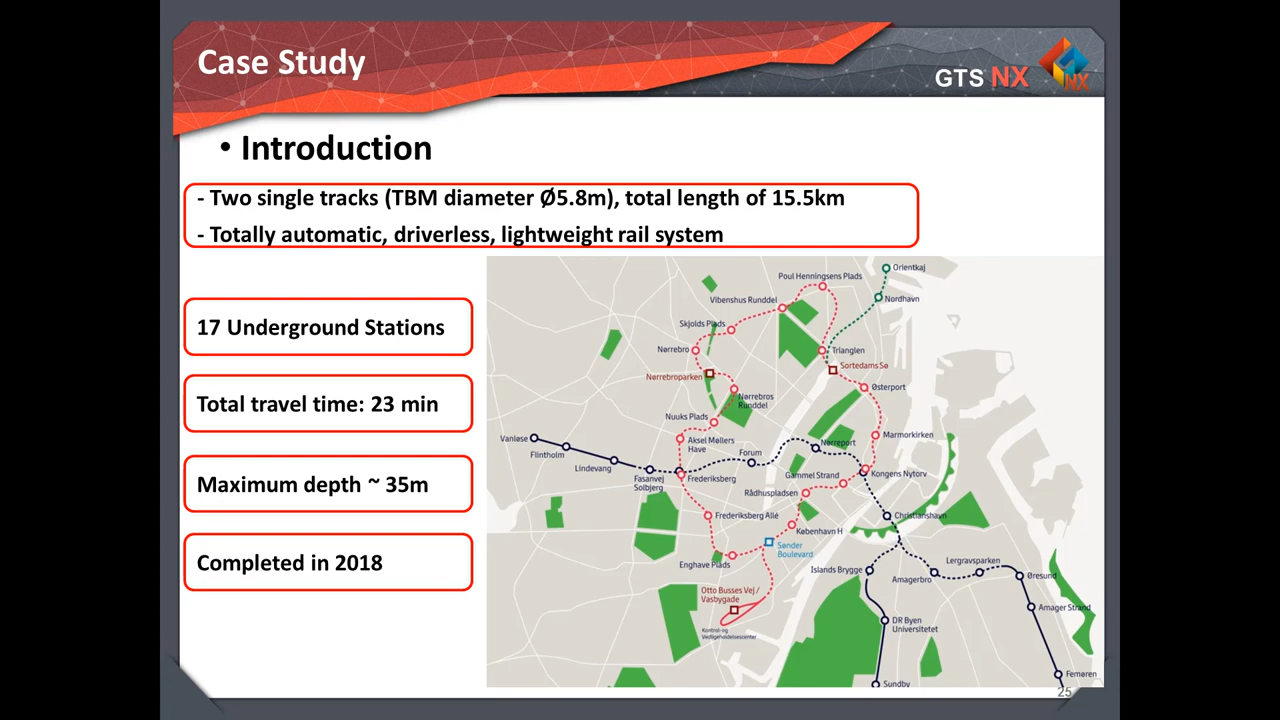 Case Study
GTS NX
NX
• Introduction
- Two single tracks (TBM diameter Ø5.8m), total length of 15.5km
- Totally automatic, driverless, lightweight rail system
17 Underground Stations
Total travel time: 23 min
Maximum depth ~ 35m
Completed in 2018
Orientkaj
Poul Henningsens Plads
Nordhavn
Vibenshus Runddel
Skjolds Plads
Nørrebro
Trianglen
Sortedams Sø
Nørrebroparken
Østerport
Nørrebros
Runddel
Nuuks Plads
Marmorkirken
Vanløse
Aksel Møllers
Have
Nørreport
Flintholm
Forum
Lindevang
Fasanvej
Solbjerg
Frederiksberg
Gammel Strand
Kongens Nytorv
Rådhuspladsen
Frederiksberg Allé
Christianshavn
København H
Sønder
Boulevard
Enghave Plads
Islands Brygge
Lergravsparken
Amagerbro
Øresund
Otto Busses Vej /
Vasbygade
Amager Strand
Kontrol- og
Vedligeholdelsescenter
DR Byen
Universitetet
Femøren
Sundby
25